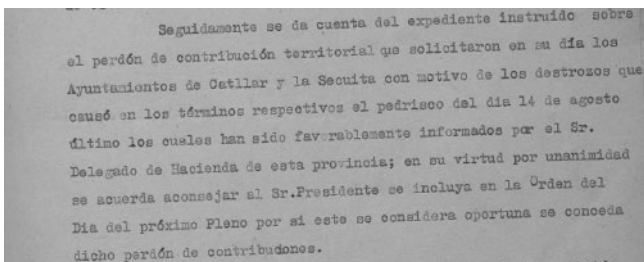 Seguidamente se da cuenta del expediente instruido sobre
el perdón de contribución territorial que solicitaron en su día los
Ayuntamientos de Catllar y la Secuita con motivo de los destrozos que
causó en los términos respectivos el pedrisco del dia 14 de agosto
último los cuales han sido favorablemente informados por el Sr.
Delegado de Hacienda de esta provincia; en su virtud por unanimidad
se acuerda aconsejar al Sr.Presidente se incluya en la Orden del
Dia del próximo Pleno por si este se considera oportuna se conceda
dicho perdón de contribudones.